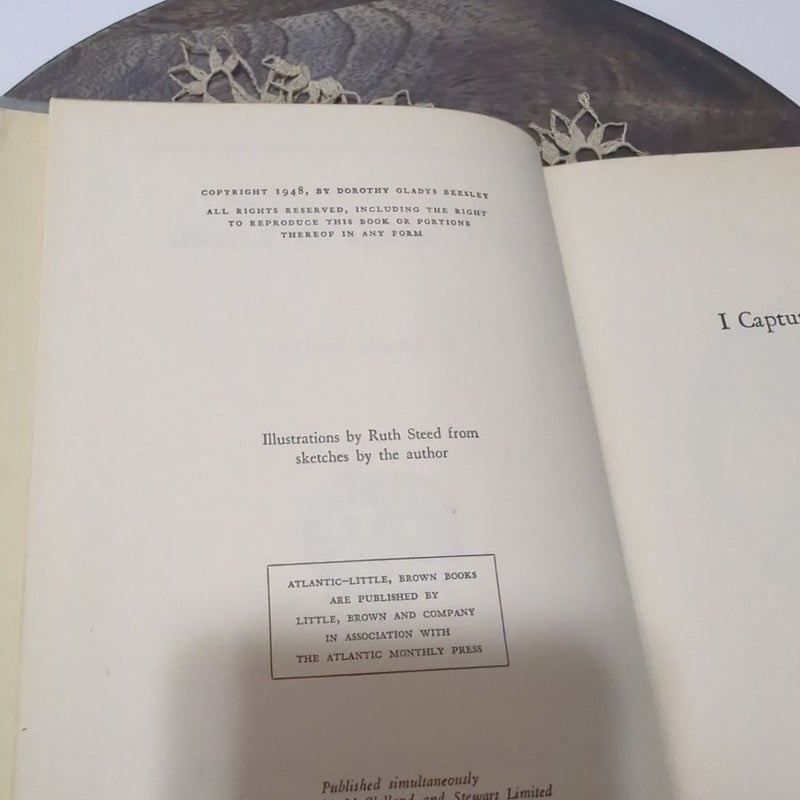 COPYRIGHT 1948, BY DOROTHY GLADYS BEESLEY
ALL RIGHTS RESERVED, INCLUDING THE RIGHT
TO REPRODUCE THIS BOOK OR PORTIONS
THEREOF IN ANY FORM
Illustrations by Ruth Steed from
sketches by the author
ATLANTIC–LITTLE, BROWN BOOKS
ARE PUBLISHED BY
LITTLE, BROWN AND COMPANY
IN ASSOCIATION WITH
THE ATLANTIC MONTHLY PRESS
Published simultaneously
and Stewart Limited
I Captu